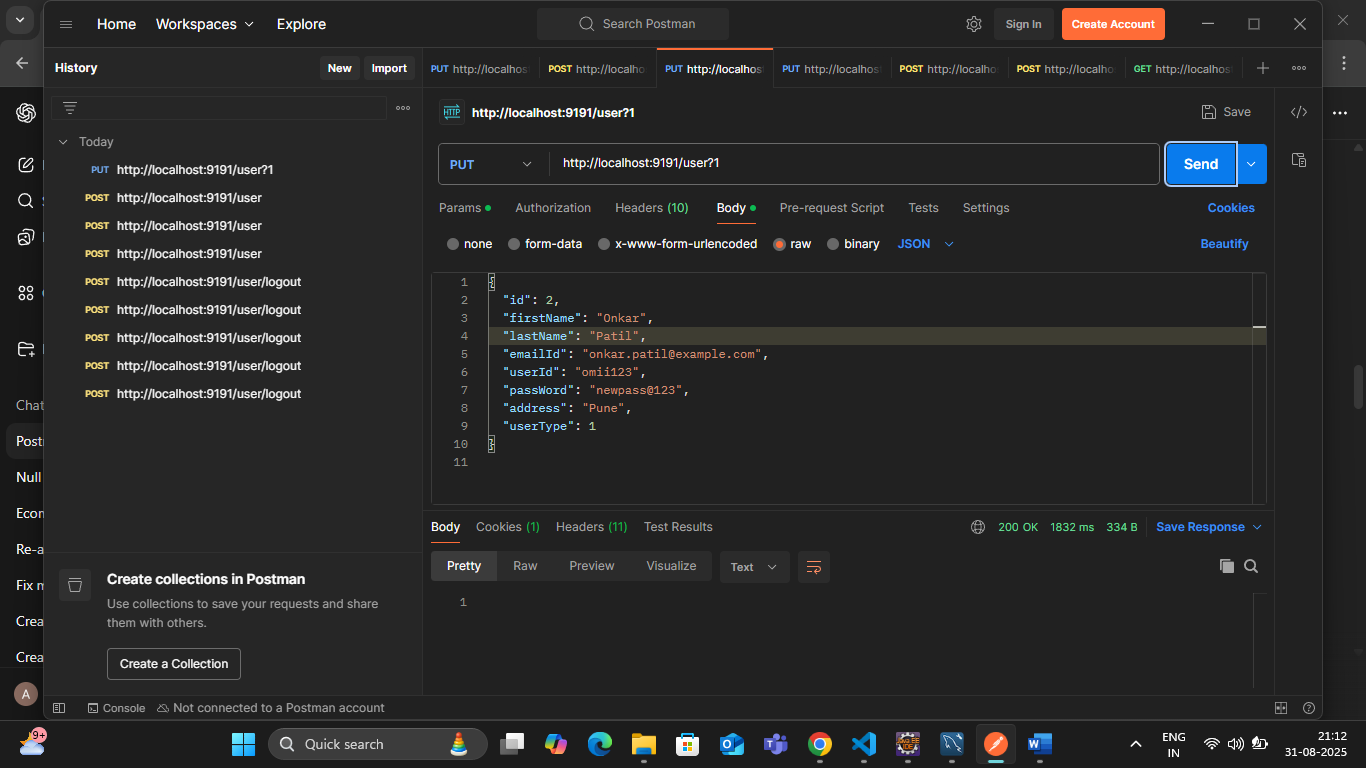 Home
Workspaces
Explore
Search Postman
Sign In
Create Account
History
New
Import
PUT http://localhos
POST http://localho
PUT http://localhos
PUT http://localhos
POST http://localho
POST http://localho
GET http://localhos
HTTP http://localhost:9191/user?1
Save
Today
PUT http://localhost:9191/user?1
POST http://localhost:9191/user
POST http://localhost:9191/user
POST http://localhost:9191/user
POST http://localhost:9191/user/logout
POST http://localhost:9191/user/logout
POST http://localhost:9191/user/logout
POST http://localhost:9191/user/logout
POST http://localhost:9191/user/logout
PUT http://localhost:9191/user?1
Send
Params
Authorization
Headers (10)
Body
Pre-request Script
Tests
Settings
Cookies
none
form-data
x-www-form-urlencoded
raw
binary
JSON
Beautify
1 {
2 "id": 2,
3 "firstName": "Onkar",
4 "lastName": "Patil",
5 "emailId": "onkar.patil@example.com",
6 "userId": "omii123",
7 "passWord": "newpass@123",
8 "address": "Pune",
9 "userType": 1
10 }
11
Body
Cookies (1)
Headers (11)
Test Results
200 OK
1832 ms
334 B
Save Response
Pretty
Raw
Preview
Visualize
Text
1
Create collections in Postman
Use collections to save your requests and share
them with others.
Create a Collection
Chat
Post
Null
Econ
Re-a
Fix m
Crea
Crea
A
Console
Not connected to a Postman account
9+
Quick search
ENG
IN
21:12
31-08-2025